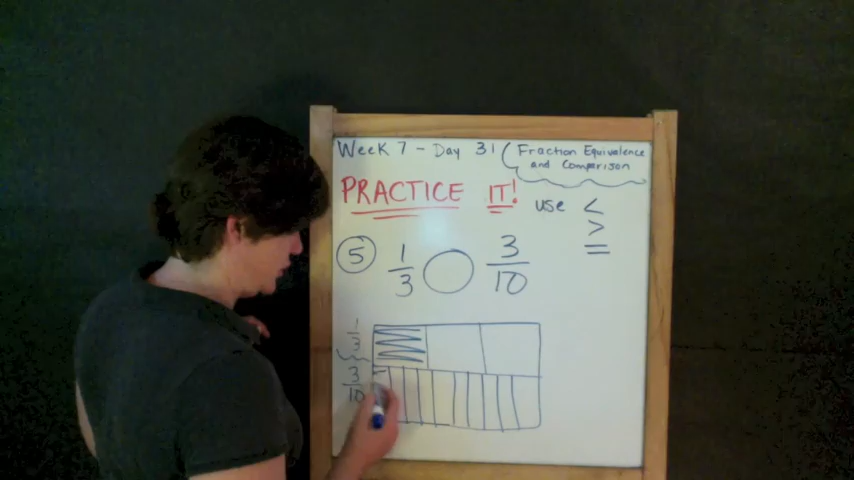 Week 7 - Day 31 Fraction Equivalence
and Comparison
PRACTICE IT!
use <
>
=
5 1/3 3/10
1/3
3/10